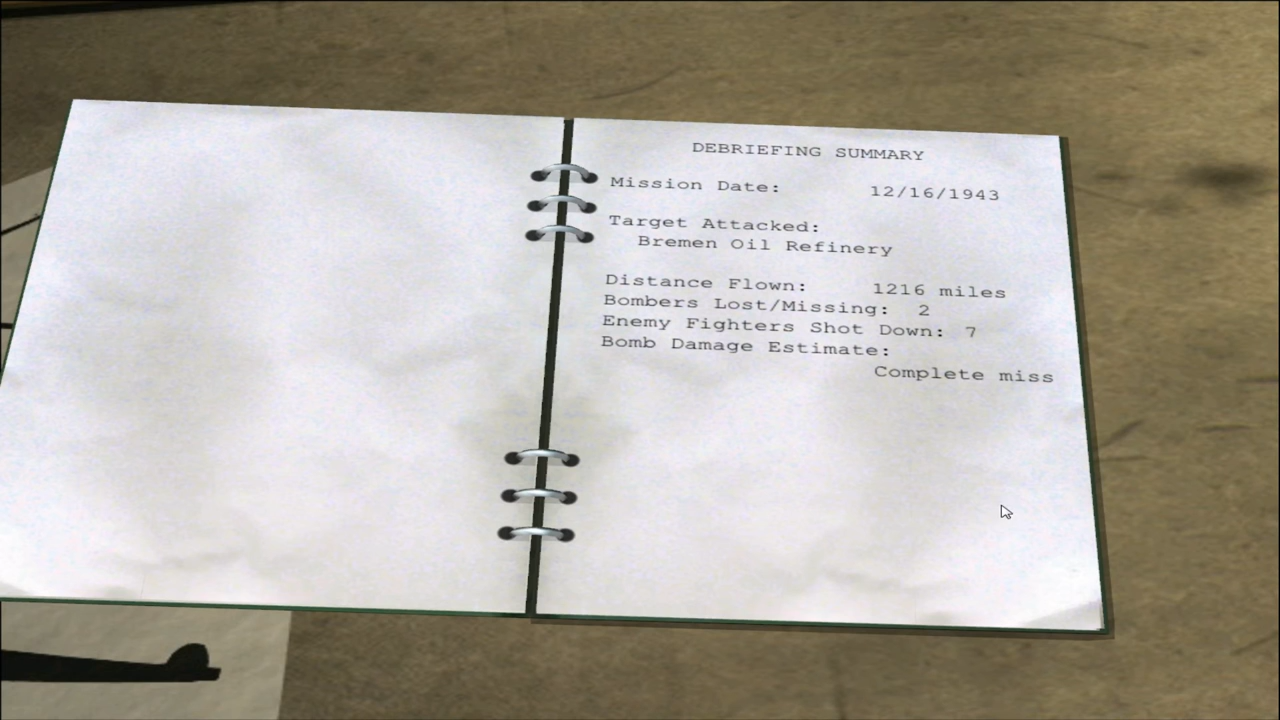 DEBRIEFING SUMMARY
Mission Date: 12/16/1943
Target Attacked:
Bremen Oil Refinery
Distance Flown: 1216 miles
Bombers Lost/Missing: 2
Enemy Fighters Shot Down: 7
Bomb Damage Estimate:
Complete miss